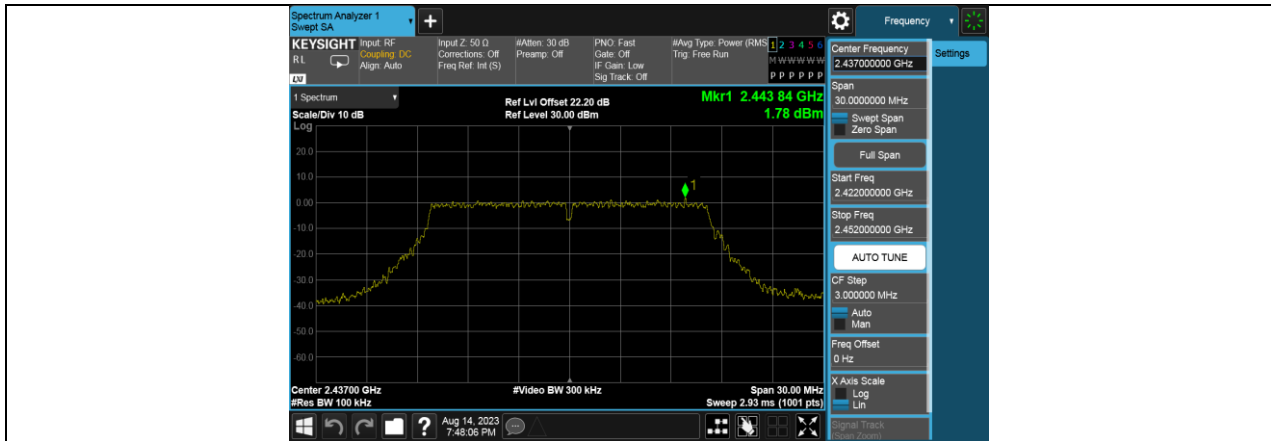 Spectrum Analyzer 1
Swept SA
+
Frequency
KEYSIGHT
RL
LXI
Input: RF
Coupling: DC
Align: Auto
Input Z: 50 Ω
Corrections: Off
Freq Ref: Int (S)
#Atten: 30 dB
Preamp: Off
PNO: Fast
Gate: Off
IF Gain: Low
Sig Track: Off
#Avg Type: Power (RMS
Trig: Free Run
1 2 3 4 5 6
M W W W W W
P P P P P P
1 Spectrum
Scale/Div 10 dB
Log
Ref Lvl Offset 22.20 dB
Ref Level 30.00 dBm
Mkr1 2.443 84 GHz
1.78 dBm
20.0
10.0
0.00
-10.0
-20.0
-30.0
-40.0
-50.0
-60.0
1
Center 2.43700 GHz
#Res BW 100 kHz
#Video BW 300 kHz
Span 30.00 MHz
Sweep 2.93 ms (1001 pts)
?
Aug 14, 2023
7:48:06 PM
Center Frequency
2.437000000 GHz
Span
30.0000000 MHz
Swept Span
Zero Span
Full Span
Start Freq
2.422000000 GHz
Stop Freq
2.452000000 GHz
AUTO TUNE
CF Step
3.000000 MHz
Auto
Man
Freq Offset
0 Hz
X Axis Scale
Log
Lin
Signal Track
(Span Zoom)
Settings